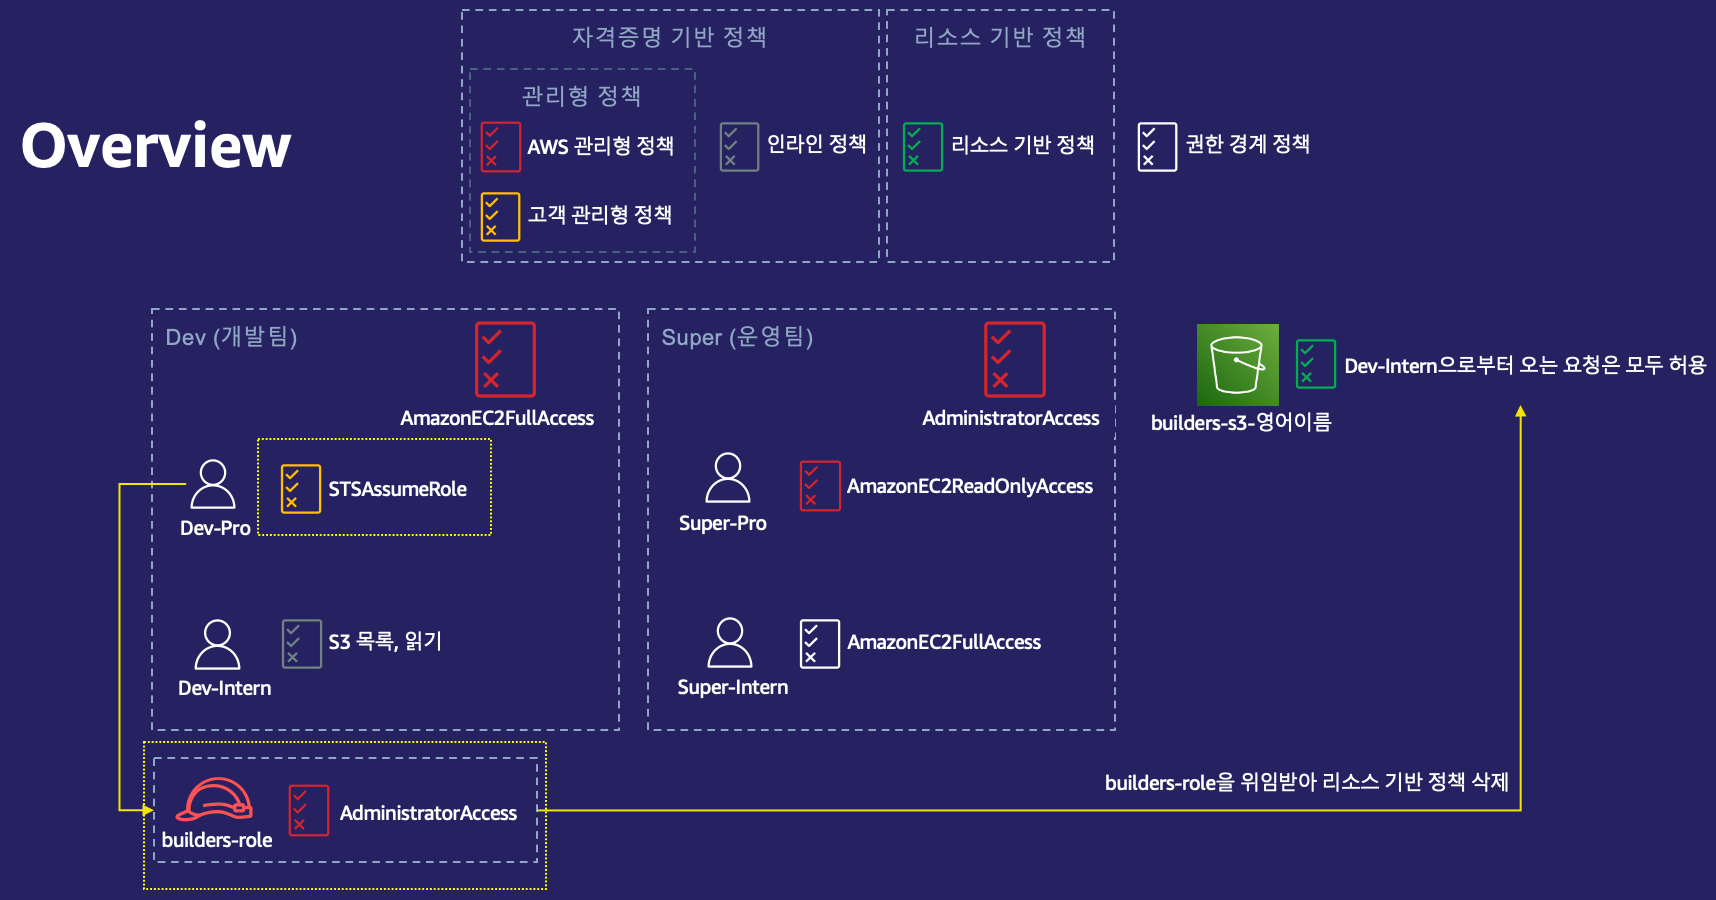 Overview
자격증명 기반 정책
관리형 정책
AWS 관리형 정책
고객 관리형 정책
인라인 정책
리소스 기반 정책
리소스 기반 정책
권한 경계 정책
Dev (개발팀)
AmazonEC2FullAccess
Dev-Pro
STSAssumeRole
Dev-Intern
S3 목록, 읽기
Super (운영팀)
AdministratorAccess
Super-Pro
AmazonEC2ReadOnlyAccess
Super-Intern
AmazonEC2FullAccess
builders-s3-영어이름
Dev-Intern으로부터 오는 요청은 모두 허용
builders-role
AdministratorAccess
builders-role을 위임받아 리소스 기반 정책 삭제